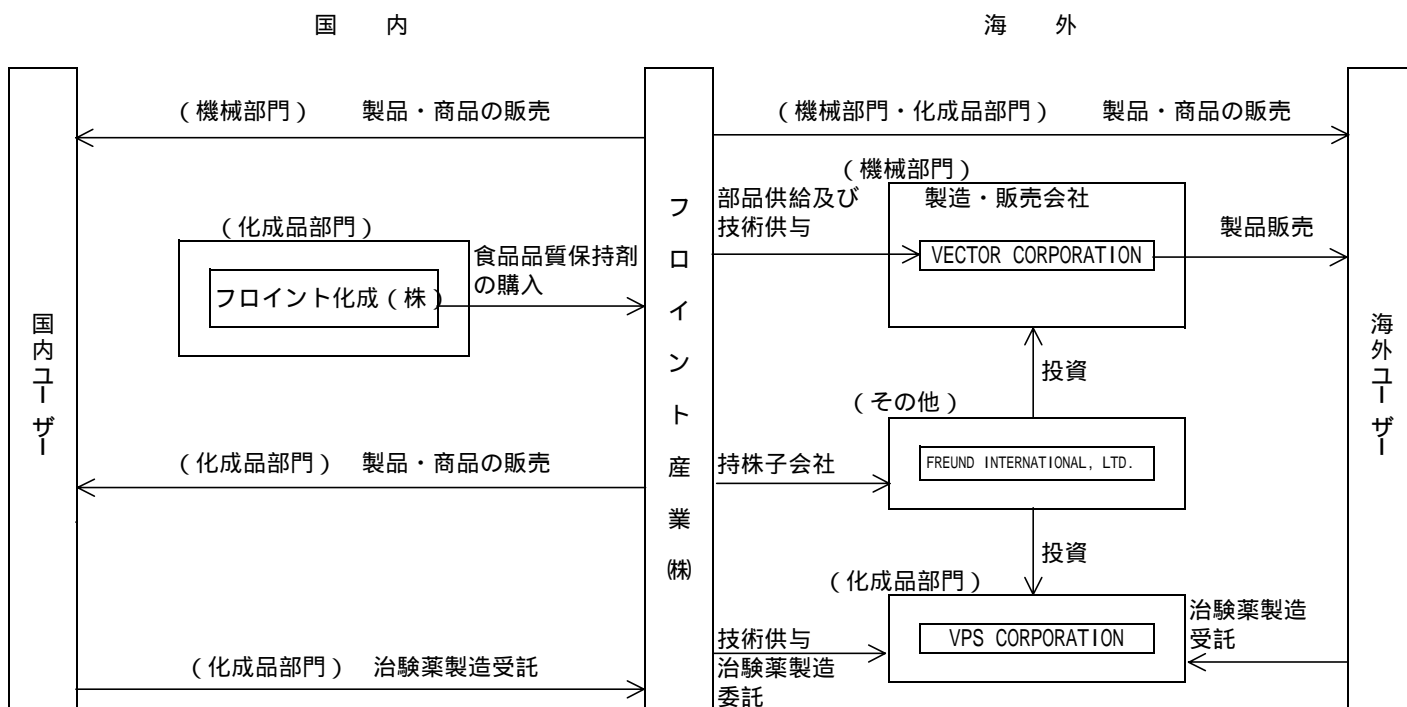 国　内
海　外
（機械部門）　製品・商品の販売
（機械部門・化成品部門）　製品・商品の販売
（機械部門）
部品供給及び
技術供与
製造・販売会社
VECTOR CORPORATION
製品販売
（化成品部門）
フロイント化成（株）
食品品質保持剤
の購入
国内ユーザー
フロイント産業㈱
海外ユーザー
投資
（その他）
（化成品部門）　製品・商品の販売
持株子会社
FREUND INTERNATIONAL, LTD.
投資
（化成品部門）
VPS CORPORATION
治験薬製造
受託
技術供与
治験薬製造
委託
（化成品部門）　治験薬製造受託